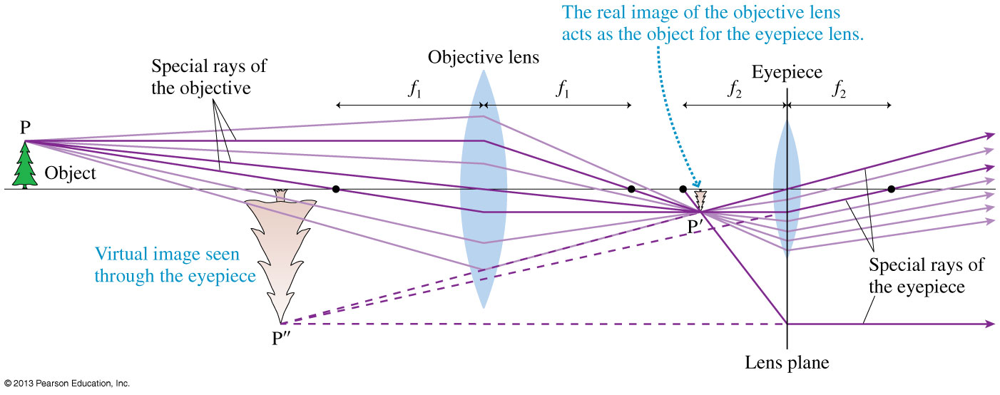 The real image of the objective lens
acts as the object for the eyepiece lens.
Objective lens
Special rays of
the objective
Eyepiece
f₁
f₁
f₂
f₂
P
Object
P′
Virtual image seen
through the eyepiece
Special rays of
the eyepiece
P″
Lens plane
© 2013 Pearson Education, Inc.